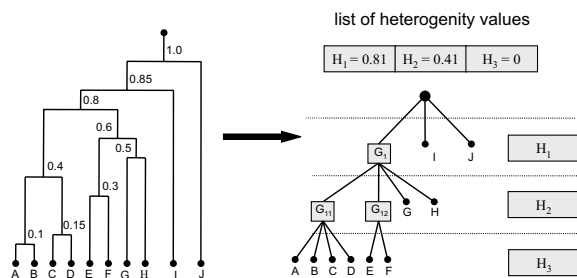 list of heterogenity values
H1 = 0.81 H2 = 0.41 H3 = 0
1.0
0.85
0.8
0.6
0.5
0.4
0.3
0.15
0.1
A B C D E F G H I J
G1 I J H1
G11 G12 G H H2
A B C D E F H3